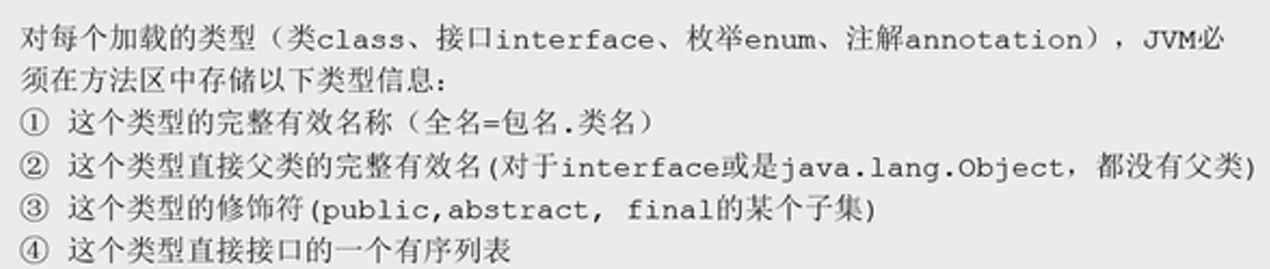 对每个加载的类型（类class、接口interface、枚举enum、注解annotation），JVM必
须在方法区中存储以下类型信息：
① 这个类型的完整有效名称（全名=包名.类名）
② 这个类型直接父类的完整有效名(对于interface或是java.lang.Object，都没有父类)
③ 这个类型的修饰符(public,abstract, final的某个子集)
④ 这个类型直接接口的一个有序列表